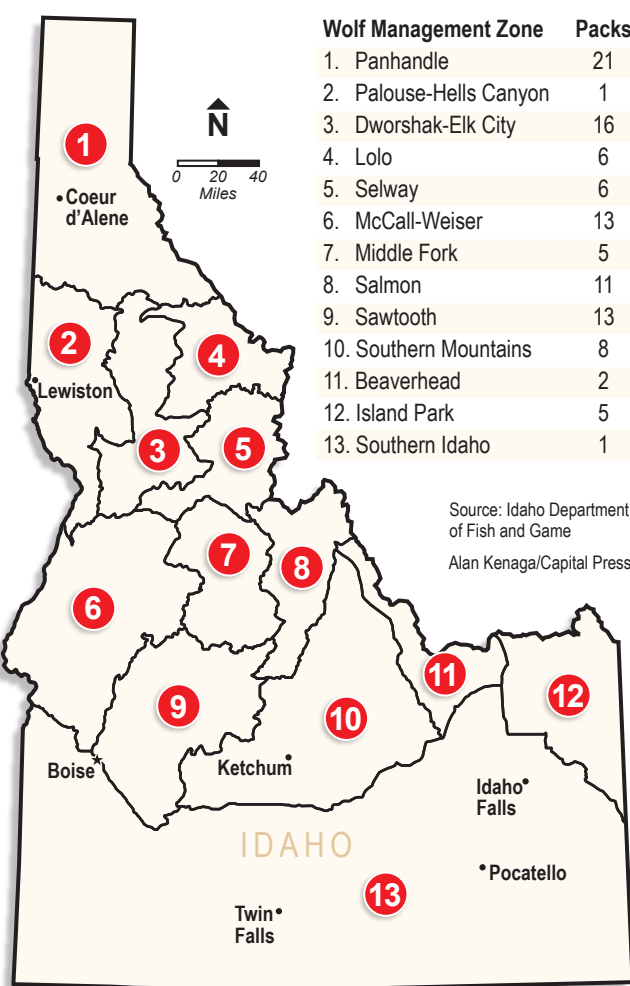 Wolf Management Zone Packs
1. Panhandle 21
2. Palouse-Hells Canyon 1
3. Dworshak-Elk City 16
4. Lolo 6
5. Selway 6
6. McCall-Weiser 13
7. Middle Fork 5
8. Salmon 11
9. Sawtooth 13
10. Southern Mountains 8
11. Beaverhead 2
12. Island Park 5
13. Southern Idaho 1
Source: Idaho Department
of Fish and Game
Alan Kenaga/Capital Press
N
0 20 40
Miles
1
Coeur
d'Alene
2
4
Lewiston
3
5
7
8
6
11
12
9
10
Boise
Ketchum
Idaho
Falls
IDAHO
Pocatello
13
Twin
Falls